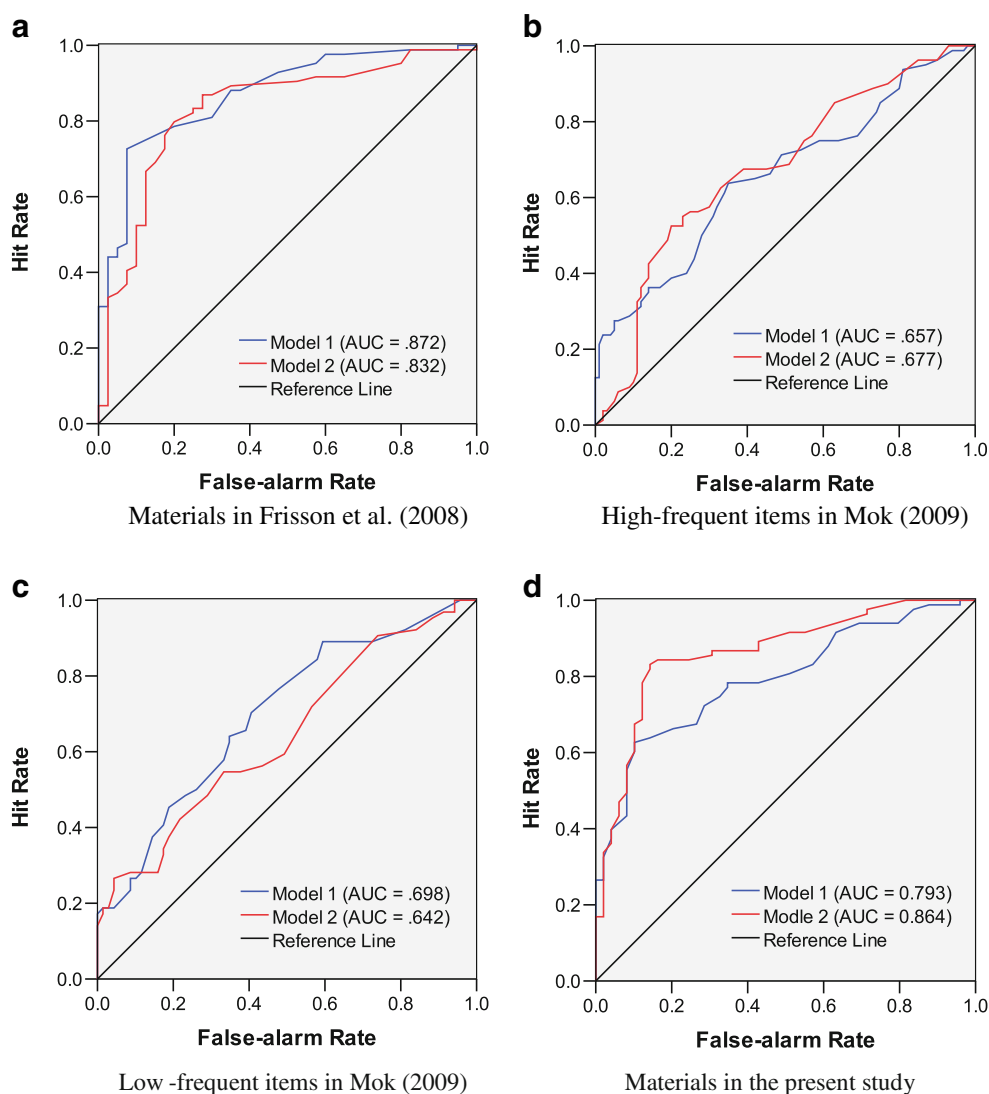 a
1.0
0.8
0.6
0.4
0.2
0.0
Hit Rate
Model 1 (AUC = .872)
Model 2 (AUC = .832)
Reference Line
0.0 0.2 0.4 0.6 0.8 1.0
False-alarm Rate
Materials in Frisson et al. (2008)
b
1.0
0.8
0.6
0.4
0.2
0.0
Hit Rate
Model 1 (AUC = .657)
Model 2 (AUC = .677)
Reference Line
0.0 0.2 0.4 0.6 0.8 1.0
False-alarm Rate
High-frequent items in Mok (2009)
c
1.0
0.8
0.6
0.4
0.2
0.0
Hit Rate
Model 1 (AUC = .698)
Model 2 (AUC = .642)
Reference Line
0.0 0.2 0.4 0.6 0.8 1.0
False-alarm Rate
Low -frequent items in Mok (2009)
d
1.0
0.8
0.6
0.4
0.2
0.0
Hit Rate
Model 1 (AUC = 0.793)
Modle 2 (AUC = 0.864)
Reference Line
0.0 0.2 0.4 0.6 0.8 1.0
False-alarm Rate
Materials in the present study